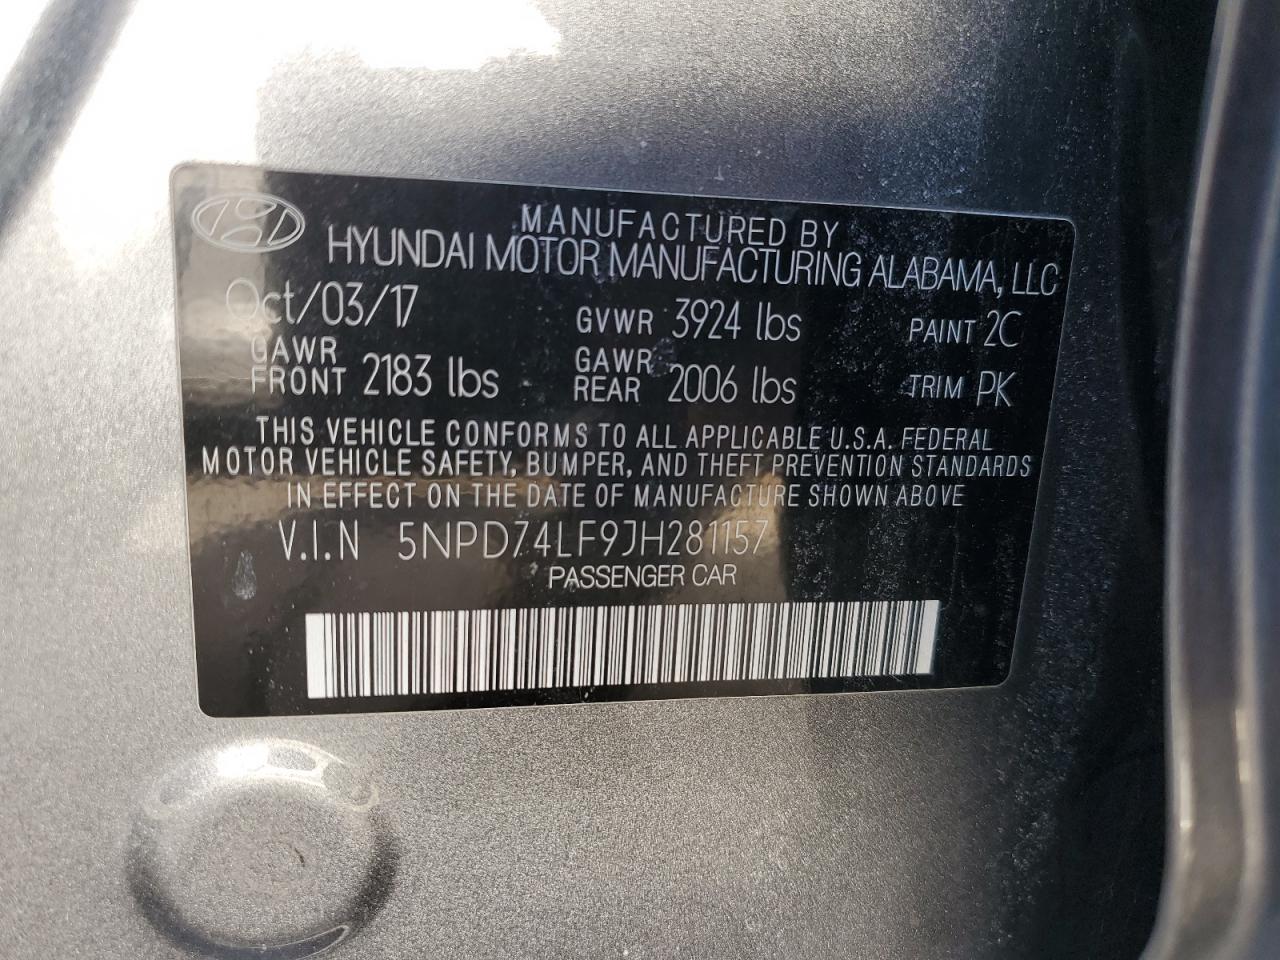 MANUFACTURED BY
HYUNDAI MOTOR MANUFACTURING ALABAMA, LLC
Oct/03/17 GVWR 3924 lbs PAINT 2C
GAWR FRONT 2183 lbs GAWR REAR 2006 lbs TRIM PK
THIS VEHICLE CONFORMS TO ALL APPLICABLE U.S.A. FEDERAL
MOTOR VEHICLE SAFETY, BUMPER, AND THEFT PREVENTION STANDARDS
IN EFFECT ON THE DATE OF MANUFACTURE SHOWN ABOVE
V.I.N 5NPD74LF9JH281157
PASSENGER CAR